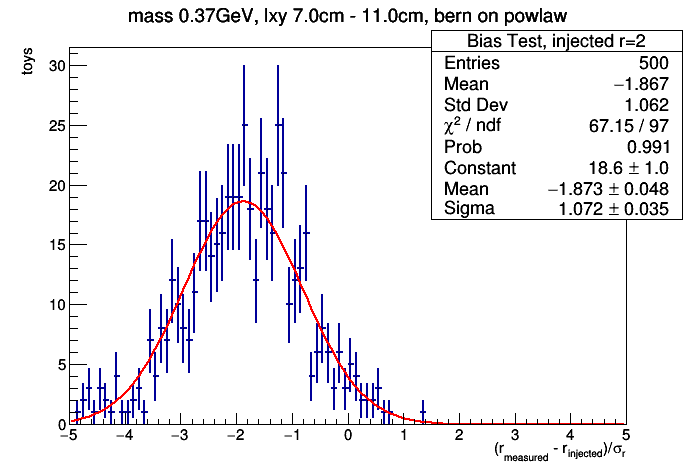 mass 0.37GeV, lxy 7.0cm - 11.0cm, bern on powlaw
Bias Test, injected r=2
Entries 500
Mean −1.867
Std Dev 1.062
χ² / ndf 67.15 / 97
Prob 0.991
Constant 18.6 ± 1.0
Mean −1.873 ± 0.048
Sigma 1.072 ± 0.035
toys
30
25
20
15
10
5
0
−5 −4 −3 −2 −1 0 1 2 3 4 5
(r_measured - r_injected)/σ_r